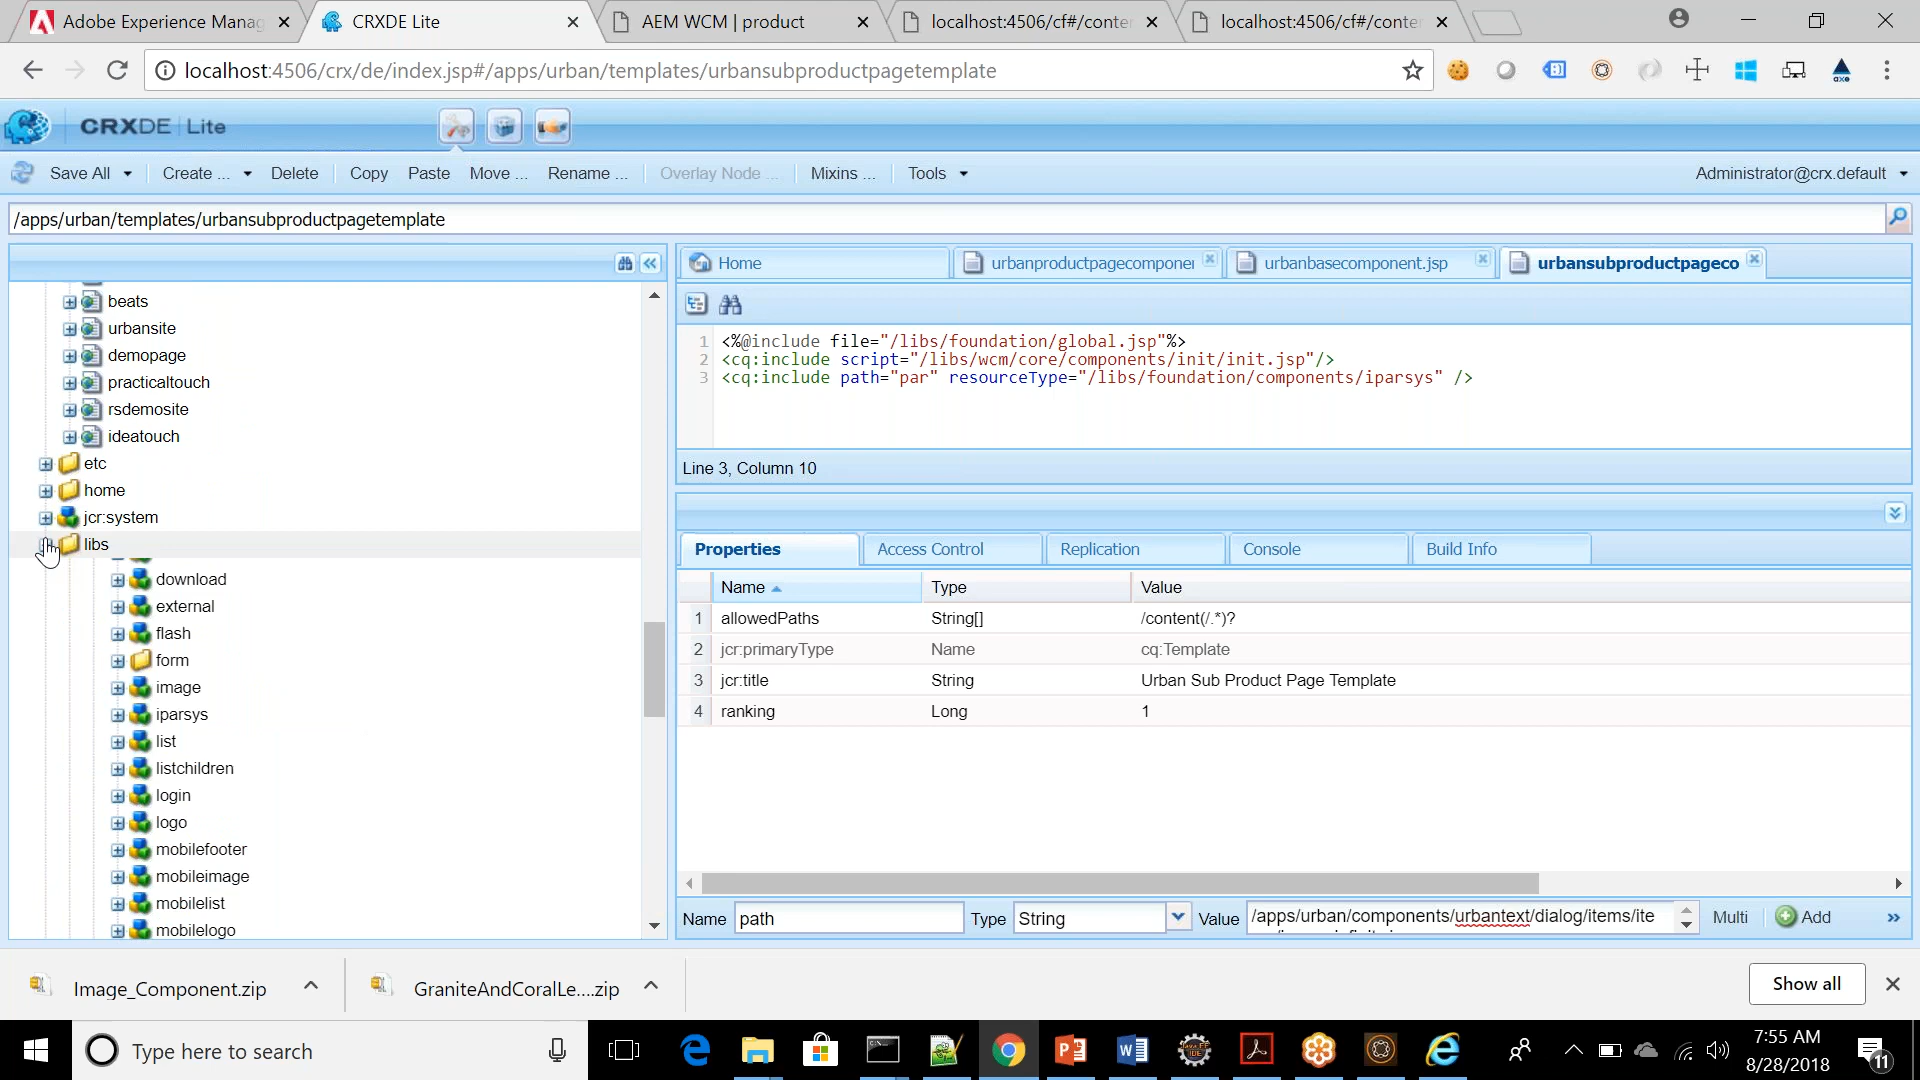 Adobe Experience Manag
CRXDE Lite
AEM WCM | product
localhost:4506/cf#/conte
localhost:4506/cf#/conte
localhost:4506/crx/de/index.jsp#/apps/urban/templates/urbansubproductpagetemplate
CRXDE | Lite
Save All
Create ...
Delete
Copy
Paste
Move ...
Rename ...
Overlay Node ...
Mixins ...
Tools
Administrator@crx.default
/apps/urban/templates/urbansubproductpagetemplate
beats
urbansite
demopage
practicaltouch
rsdemosite
ideatouch
etc
home
jcr:system
libs
download
external
flash
form
image
iparsys
list
listchildren
login
logo
mobilefooter
mobileimage
mobilelist
mobilelogo
Home
urbanproductpagecomponer
urbanbasecomponent.jsp
urbansubproductpageco
1 <%@include file="/libs/foundation/global.jsp"%>
2 <cq:include script="/libs/wcm/core/components/init/init.jsp"/>
3 <cq:include path="par" resourceType="/libs/foundation/components/iparsys" />
Line 3, Column 10
Properties
Access Control
Replication
Console
Build Info
Name Type Value
1 allowedPaths String[] /content(/.*)?
2 jcr:primaryType Name cq:Template
3 jcr:title String Urban Sub Product Page Template
4 ranking Long 1
Name path Type String Value /apps/urban/components/urbantext/dialog/items/ite Multi Add
Image_Component.zip
GraniteAndCoralLe....zip
Show all
Type here to search
7:55 AM
8/28/2018
11